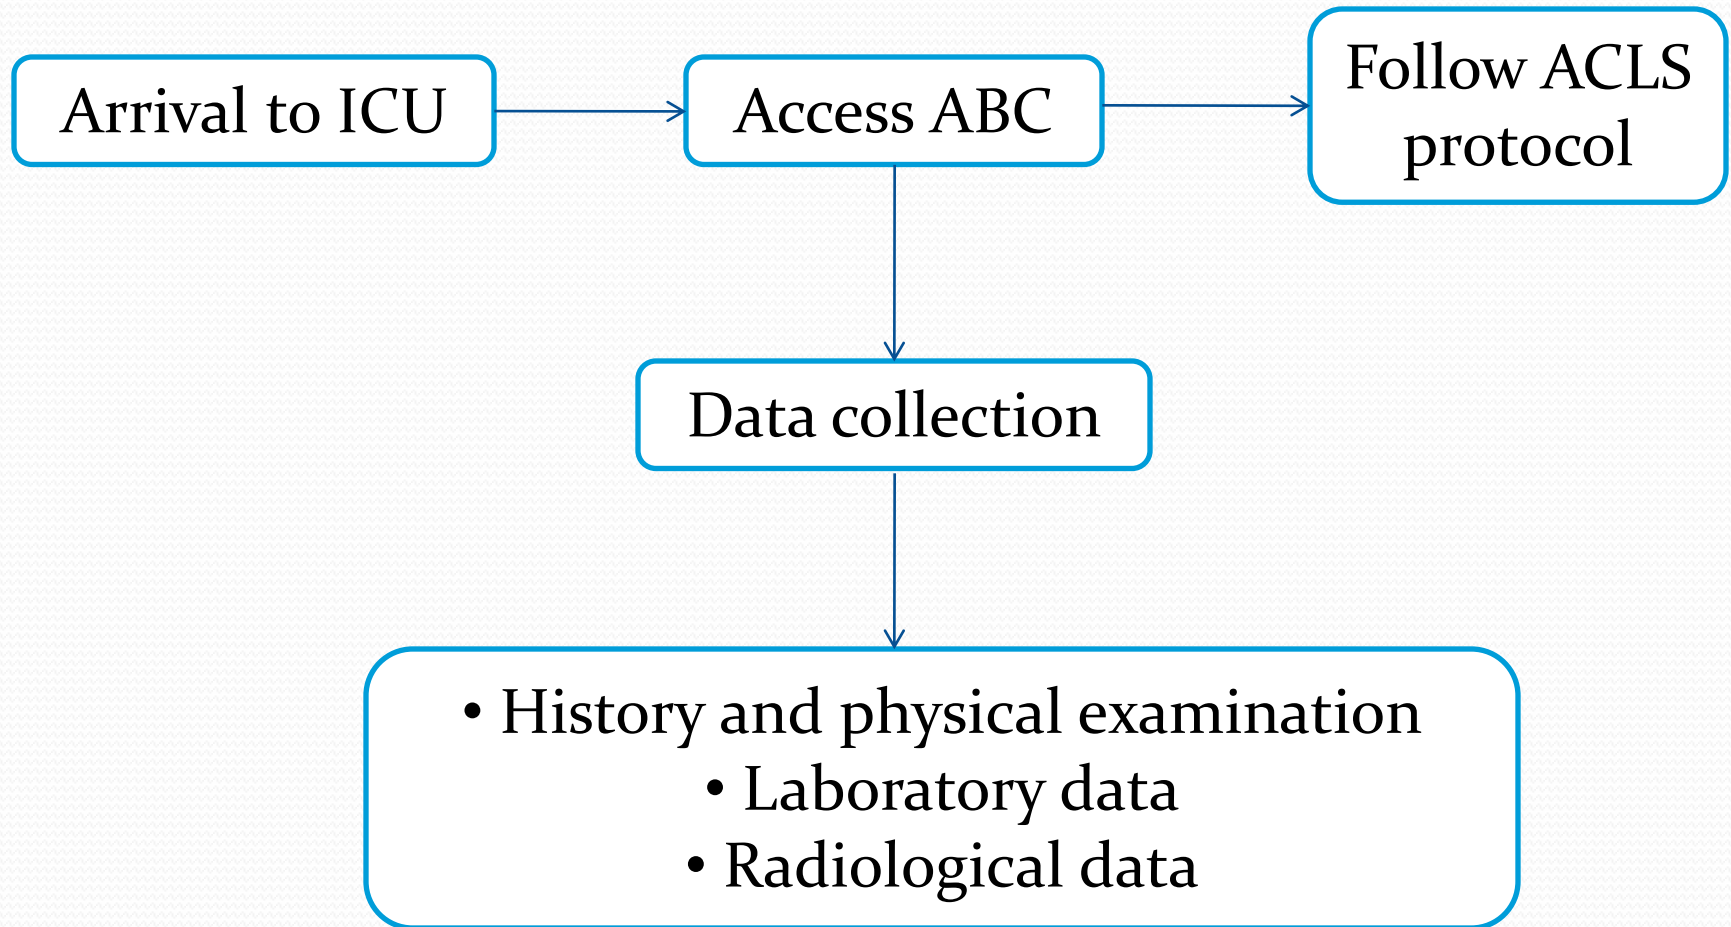 Arrival to ICU
Access ABC
Follow ACLS
protocol
Data collection
• History and physical examination
• Laboratory data
• Radiological data